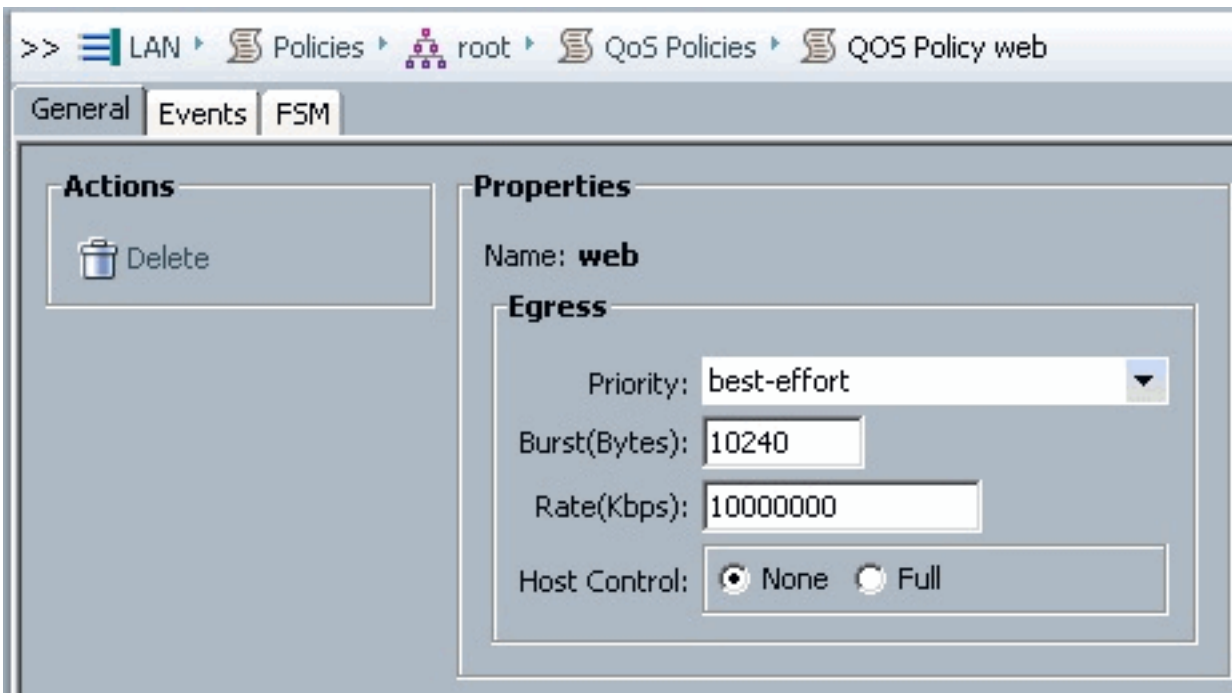 >> LAN Policies root QoS Policies QOS Policy web
General Events FSM
Actions
Delete
Properties
Name: web
Egress
Priority: best-effort
Burst(Bytes): 10240
Rate(Kbps): 10000000
Host Control: None Full